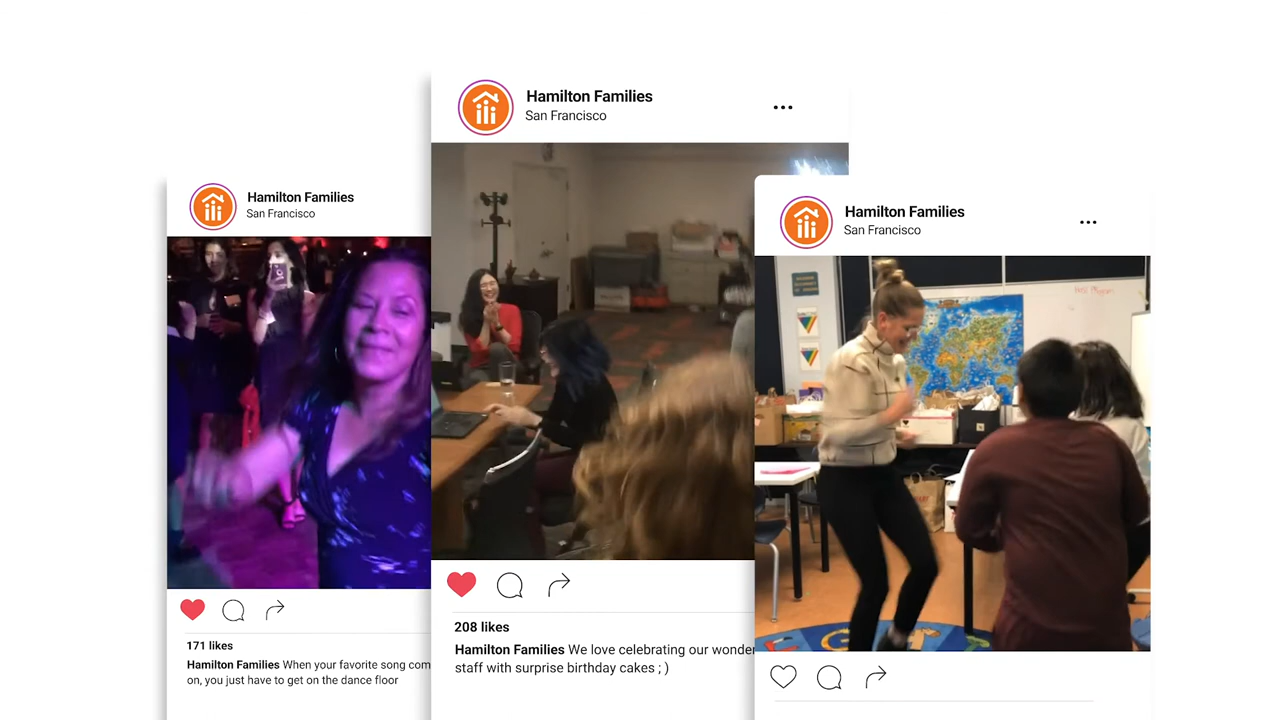 Hamilton Families
San Francisco
171 likes
Hamilton Families When your favorite song com
on, you just have to get on the dance floor
Hamilton Families
San Francisco
208 likes
Hamilton Families We love celebrating our wonde
staff with surprise birthday cakes ; )
Hamilton Families
San Francisco